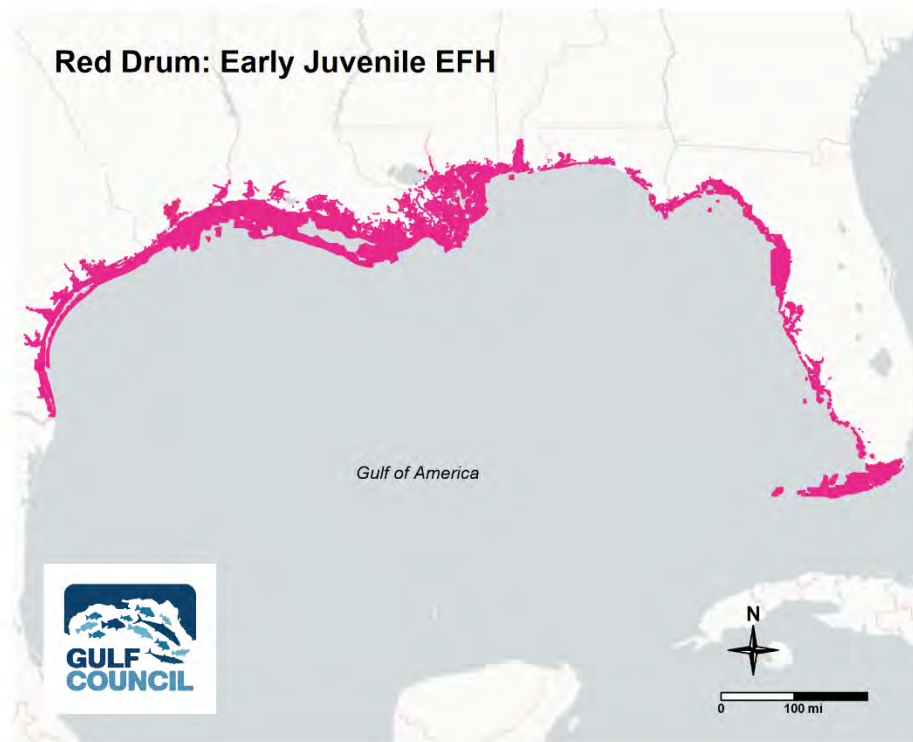 Red Drum: Early Juvenile EFH
Gulf of America
GULF
COUNCIL
N
0 100 mi